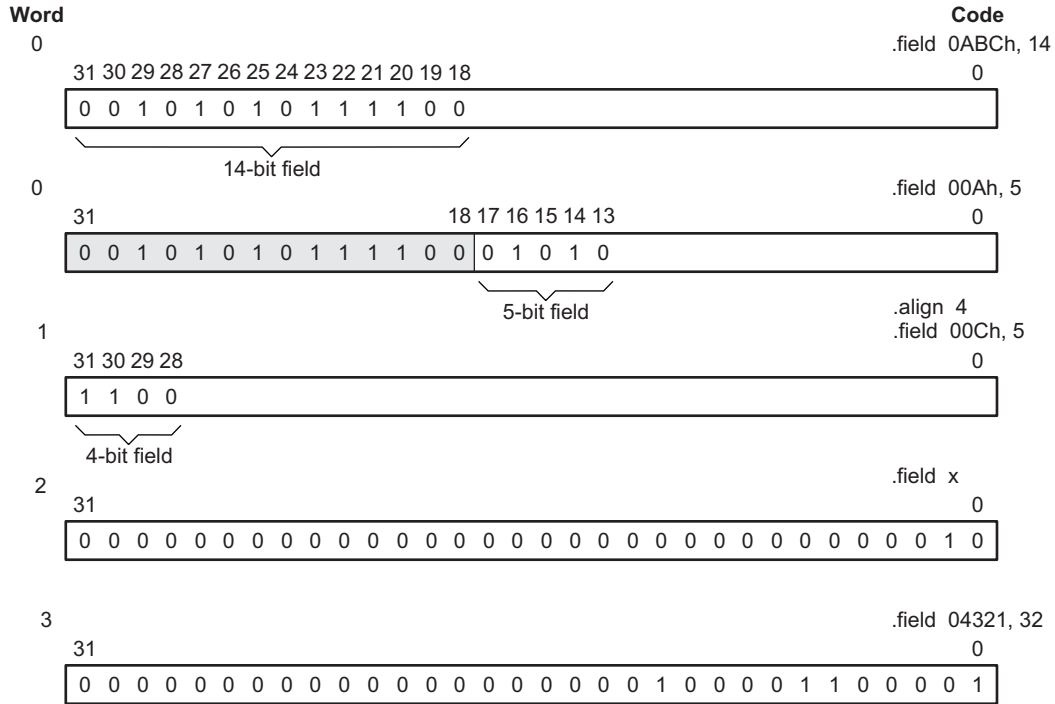 Word Code
0 .field 0ABCh, 14
31 30 29 28 27 26 25 24 23 22 21 20 19 18 0
0 0 1 0 1 0 1 0 1 1 1 1 0 0
14-bit field
0 .field 00Ah, 5
31 18 17 16 15 14 13 0
0 0 1 0 1 0 1 0 1 1 1 1 0 0 0 1 0 1 0
5-bit field
.align 4
1 .field 00Ch, 5
31 30 29 28 0
1 1 0 0
4-bit field
2 .field x
31 0
0 0 0 0 0 0 0 0 0 0 0 0 0 0 0 0 0 0 0 0 0 0 0 0 0 0 0 0 0 0 1 0
3 .field 04321, 32
31 0
0 0 0 0 0 0 0 0 0 0 0 0 0 0 0 0 0 0 0 0 1 0 0 0 0 1 1 0 0 0 0 1